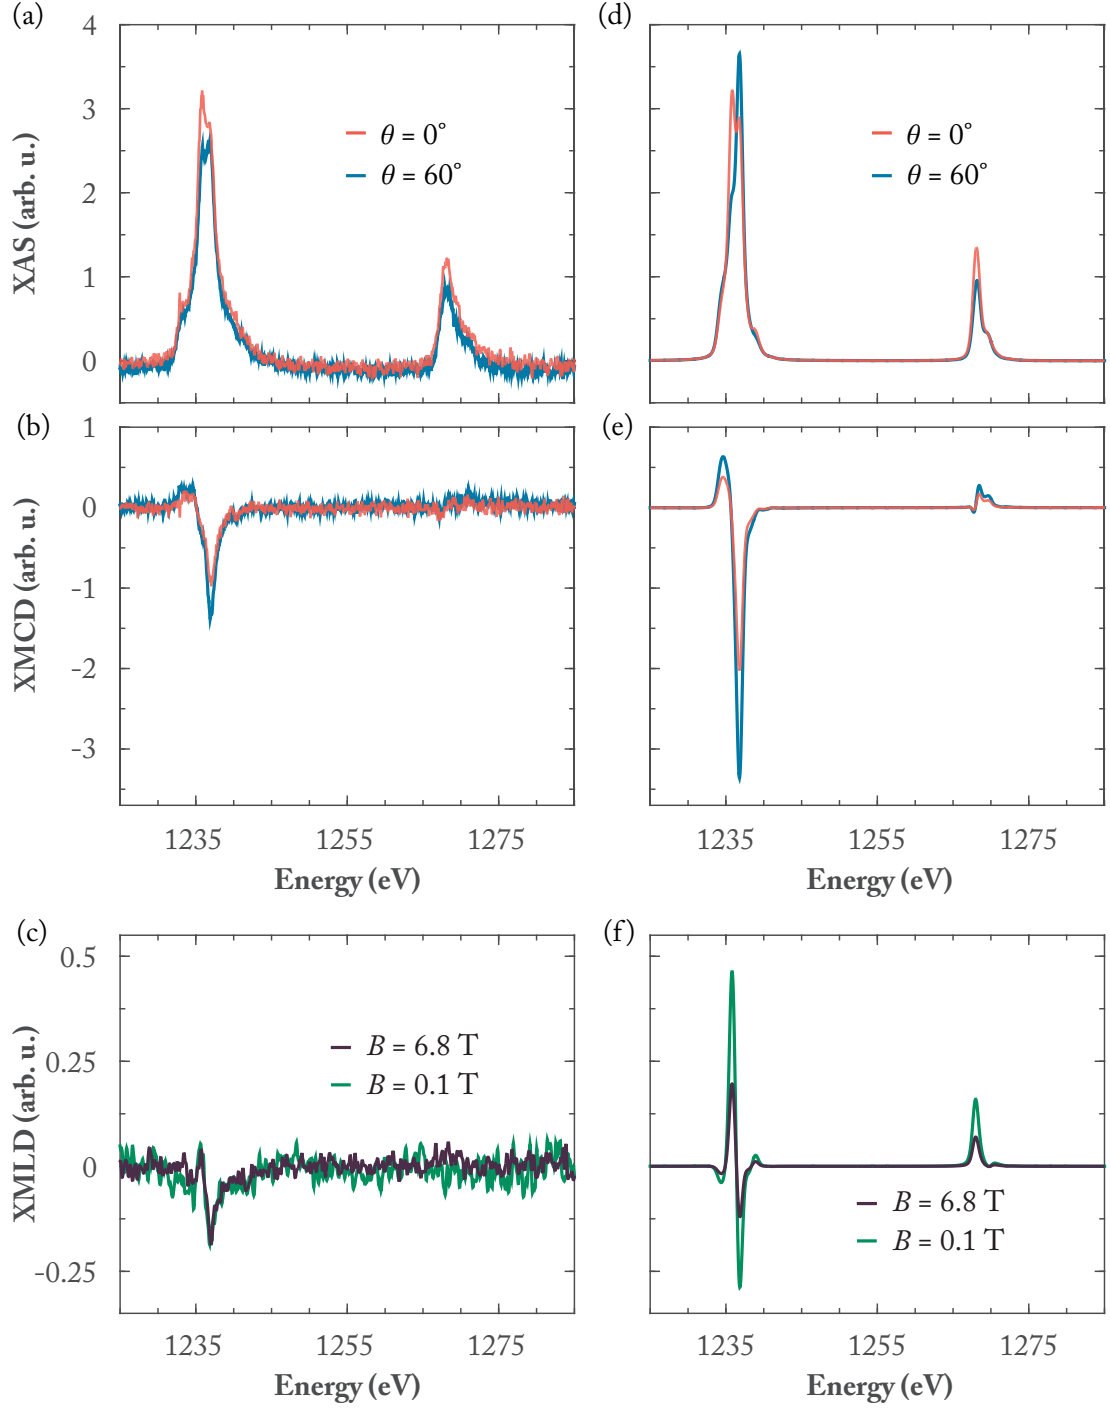 (a)
4
3
2
1
0
XAS (arb. u.)
θ = 0°
θ = 60°
(d)
θ = 0°
θ = 60°
(b)
1
0
-1
-2
-3
XMCD (arb. u.)
1235 1255 1275
Energy (eV)
(e)
1235 1255 1275
Energy (eV)
(c)
0.5
0.25
0
-0.25
XMLD (arb. u.)
B = 6.8 T
B = 0.1 T
1235 1255 1275
Energy (eV)
(f)
B = 6.8 T
B = 0.1 T
1235 1255 1275
Energy (eV)